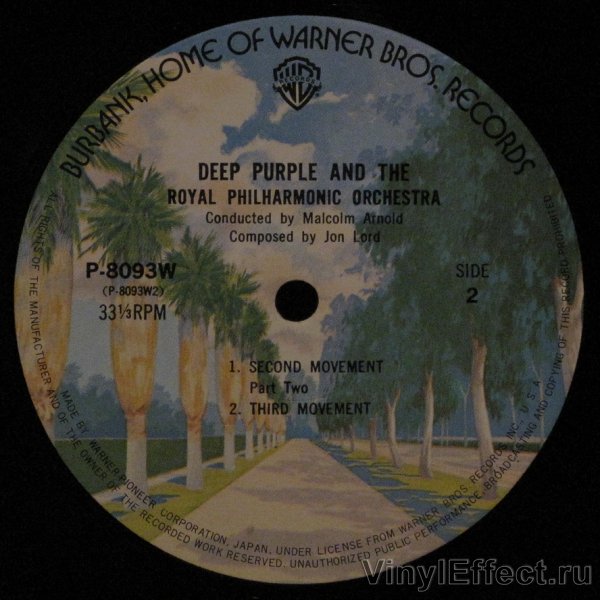 BURBANK, HOME OF WARNER BROS. RECORDS
RECORDS
DEEP PURPLE AND THE
ROYAL PHILHARMONIC ORCHESTRA
Conducted by Malcolm Arnold
Composed by Jon Lord
P-8093W
(P-8093W2)
33⅓RPM
SIDE
2
1. SECOND MOVEMENT
Part Two
2. THIRD MOVEMENT
MADE BY WARNER-PIONEER CORPORATION, JAPAN. UNDER LICENSE FROM WARNER BROS. RECORDS INC., U.S.A.
ALL RIGHTS OF THE MANUFACTURER AND OF THE OWNER OF THE RECORDED WORK RESERVED. UNAUTHORIZED PUBLIC PERFORMANCE, BROADCASTING AND COPYING OF THIS RECORD PROHIBITED
VinylEffect.ru